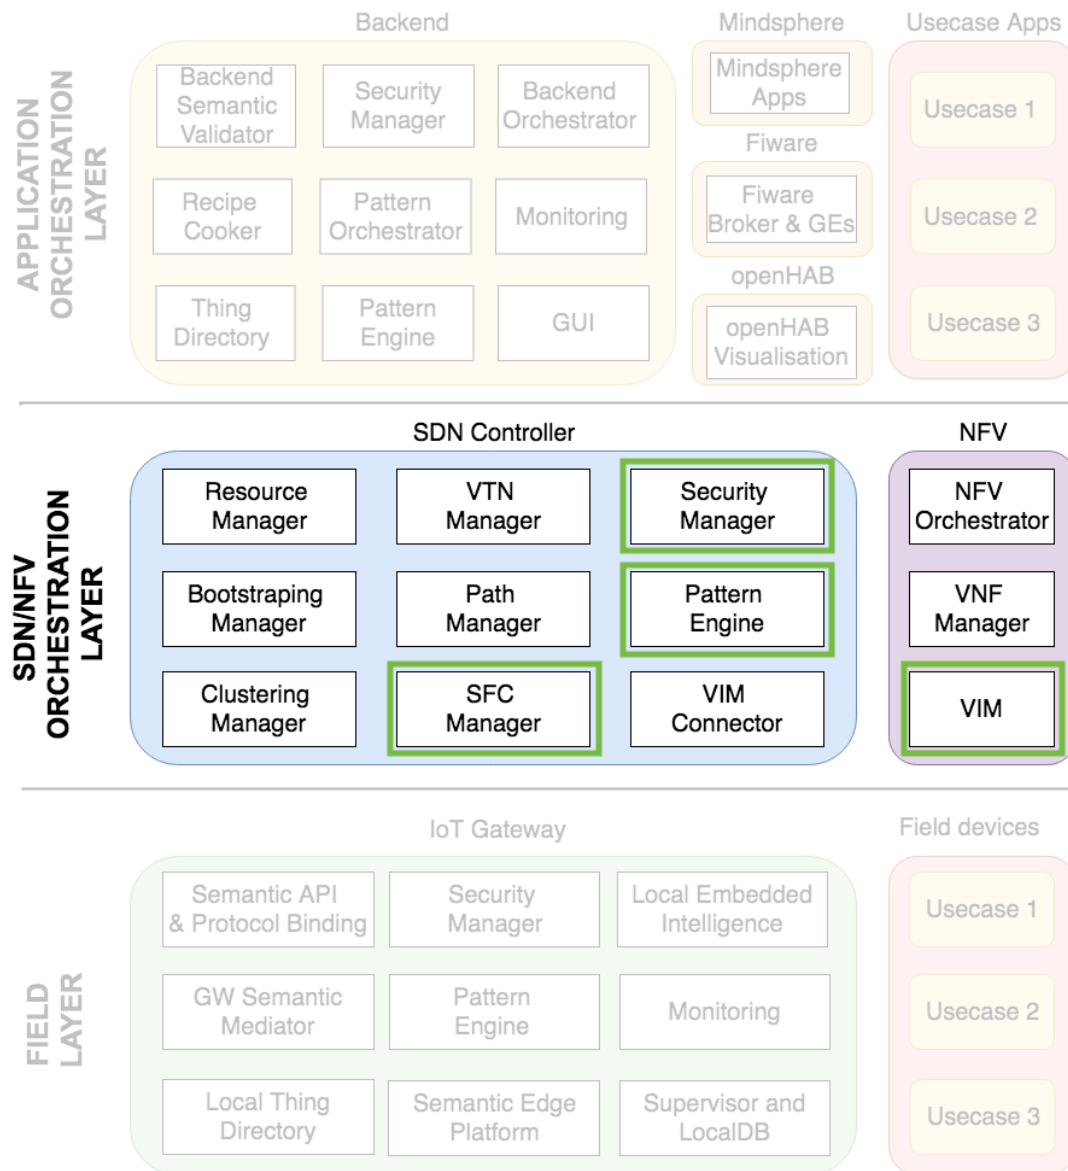 Backend
Mindsphere
Usecase Apps
APPLICATION
ORCHESTRATION
LAYER
Backend
Semantic
Validator
Security
Manager
Backend
Orchestrator
Mindsphere
Apps
Usecase 1
Fiware
Recipe
Cooker
Pattern
Orchestrator
Monitoring
Fiware
Broker & GEs
Usecase 2
openHAB
Thing
Directory
Pattern
Engine
GUI
openHAB
Visualisation
Usecase 3
SDN Controller
NFV
SDN/NFV
ORCHESTRATION
LAYER
Resource
Manager
VTN
Manager
Security
Manager
NFV
Orchestrator
Bootstraping
Manager
Path
Manager
Pattern
Engine
VNF
Manager
Clustering
Manager
SFC
Manager
VIM
Connector
VIM
IoT Gateway
Field devices
FIELD
LAYER
Semantic API
& Protocol Binding
Security
Manager
Local Embedded
Intelligence
Usecase 1
GW Semantic
Mediator
Pattern
Engine
Monitoring
Usecase 2
Local Thing
Directory
Semantic Edge
Platform
Supervisor and
LocalDB
Usecase 3